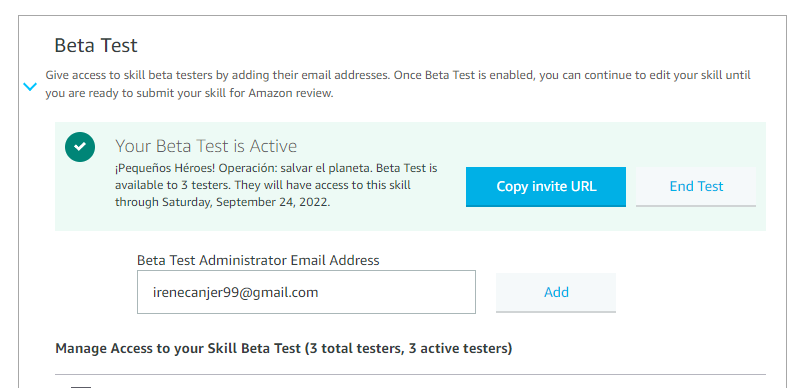 Beta Test
Give access to skill beta testers by adding their email addresses. Once Beta Test is enabled, you can continue to edit your skill until
you are ready to submit your skill for Amazon review.
Your Beta Test is Active
¡Pequeños Héroes! Operación: salvar el planeta. Beta Test is
available to 3 testers. They will have access to this skill
through Saturday, September 24, 2022.
Copy invite URL
End Test
Beta Test Administrator Email Address
irenecanjer99@gmail.com
Add
Manage Access to your Skill Beta Test (3 total testers, 3 active testers)